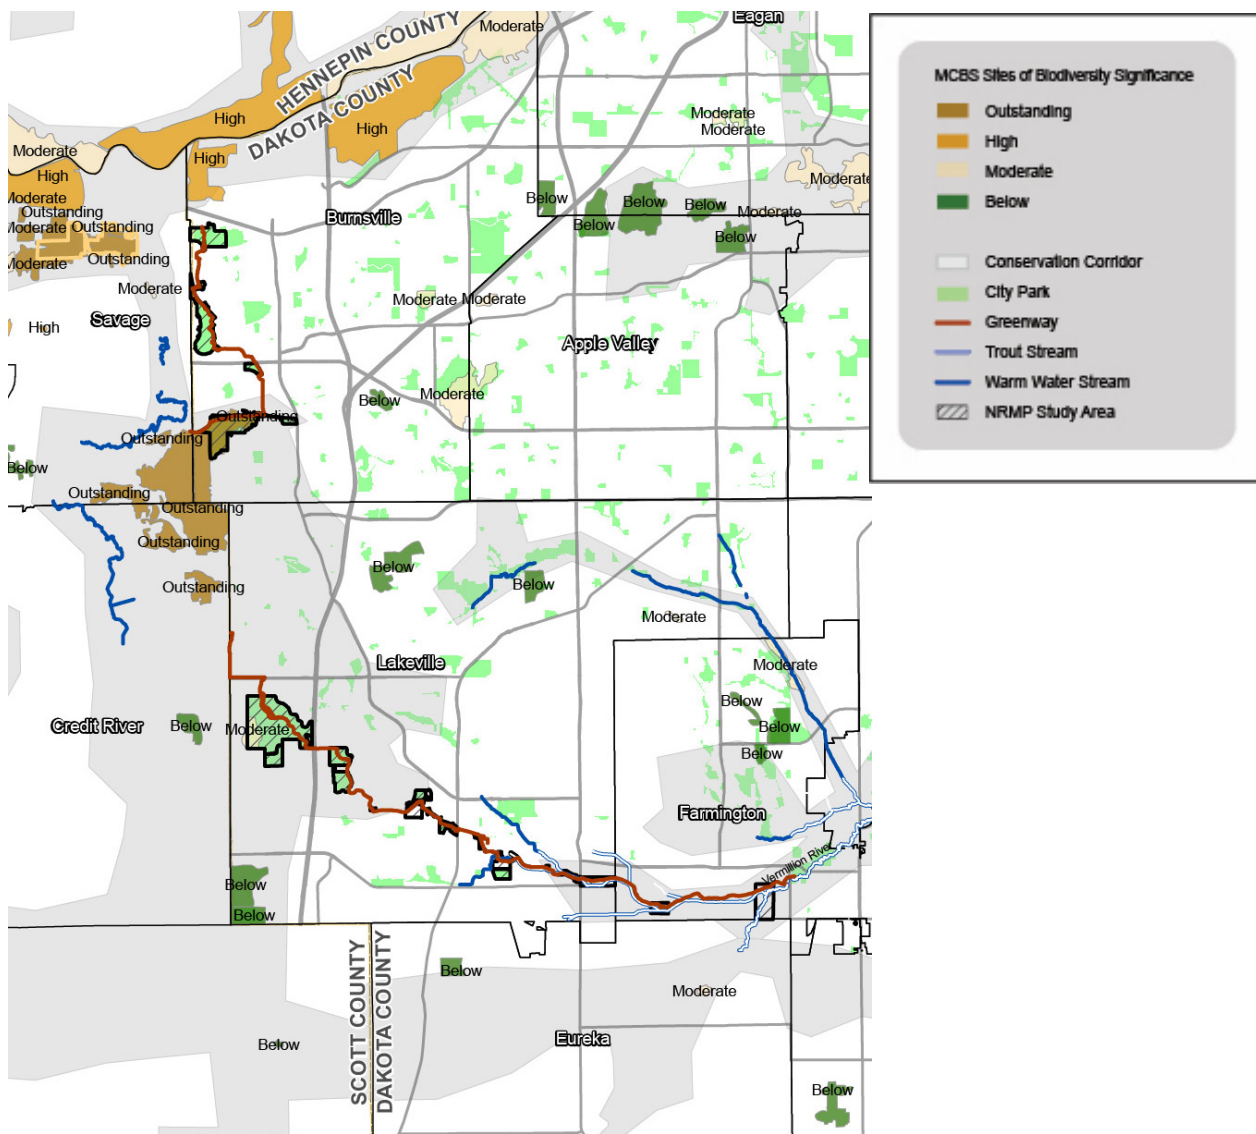 Eagan
Moderate
HENNEPIN COUNTY
DAKOTA COUNTY
High
High
Moderate
Moderate
Moderate
High
High
Moderate
Moderate
Outstanding
Moderate
Outstanding
Below
Below
Below
Below
Moderate
Below
Burnsville
Moderate
Outstanding
Moderate
Moderate
Moderate
Savage
High
Apple Valley
Moderate
Below
Outstanding
Outstanding
Below
Outstanding
Outstanding
Outstanding
Outstanding
Below
Below
Moderate
Lakeville
Moderate
Credit River
Below
Moderate
Below
Below
Below
Farmington
Vermillion River
Below
Below
SCOTT COUNTY
DAKOTA COUNTY
Below
Moderate
Eureka
Below
Below
MCBS Sites of Biodiversity Significance
Outstanding
High
Moderate
Below
Conservation Corridor
City Park
Greenway
Trout Stream
Warm Water Stream
NRMP Study Area